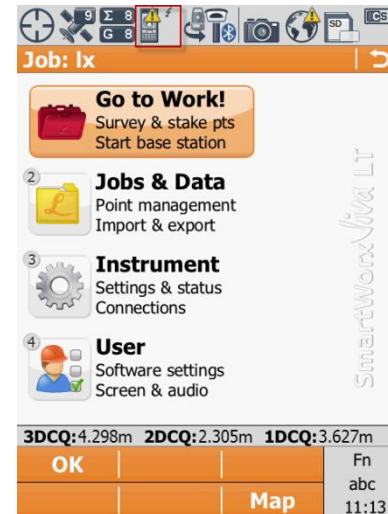 9 Σ 8
G 8
SD
CS
Job: lx
Go to Work!
Survey & stake pts
Start base station
2
Jobs & Data
Point management
Import & export
3
Instrument
Settings & status
Connections
4
User
Software settings
Screen & audio
SmartWorx Viva LT
3DCQ:4.298m 2DCQ:2.305m 1DCQ:3.627m
OK
Fn
abc
Map
11:13